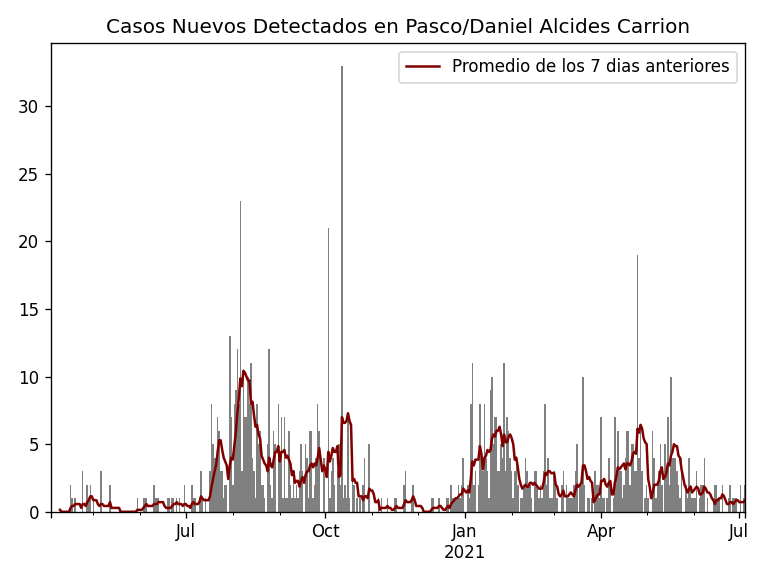 Casos Nuevos Detectados en Pasco/Daniel Alcides Carrion
Promedio de los 7 dias anteriores
30
25
20
15
10
5
0
Jul Oct Jan Apr Jul
2021